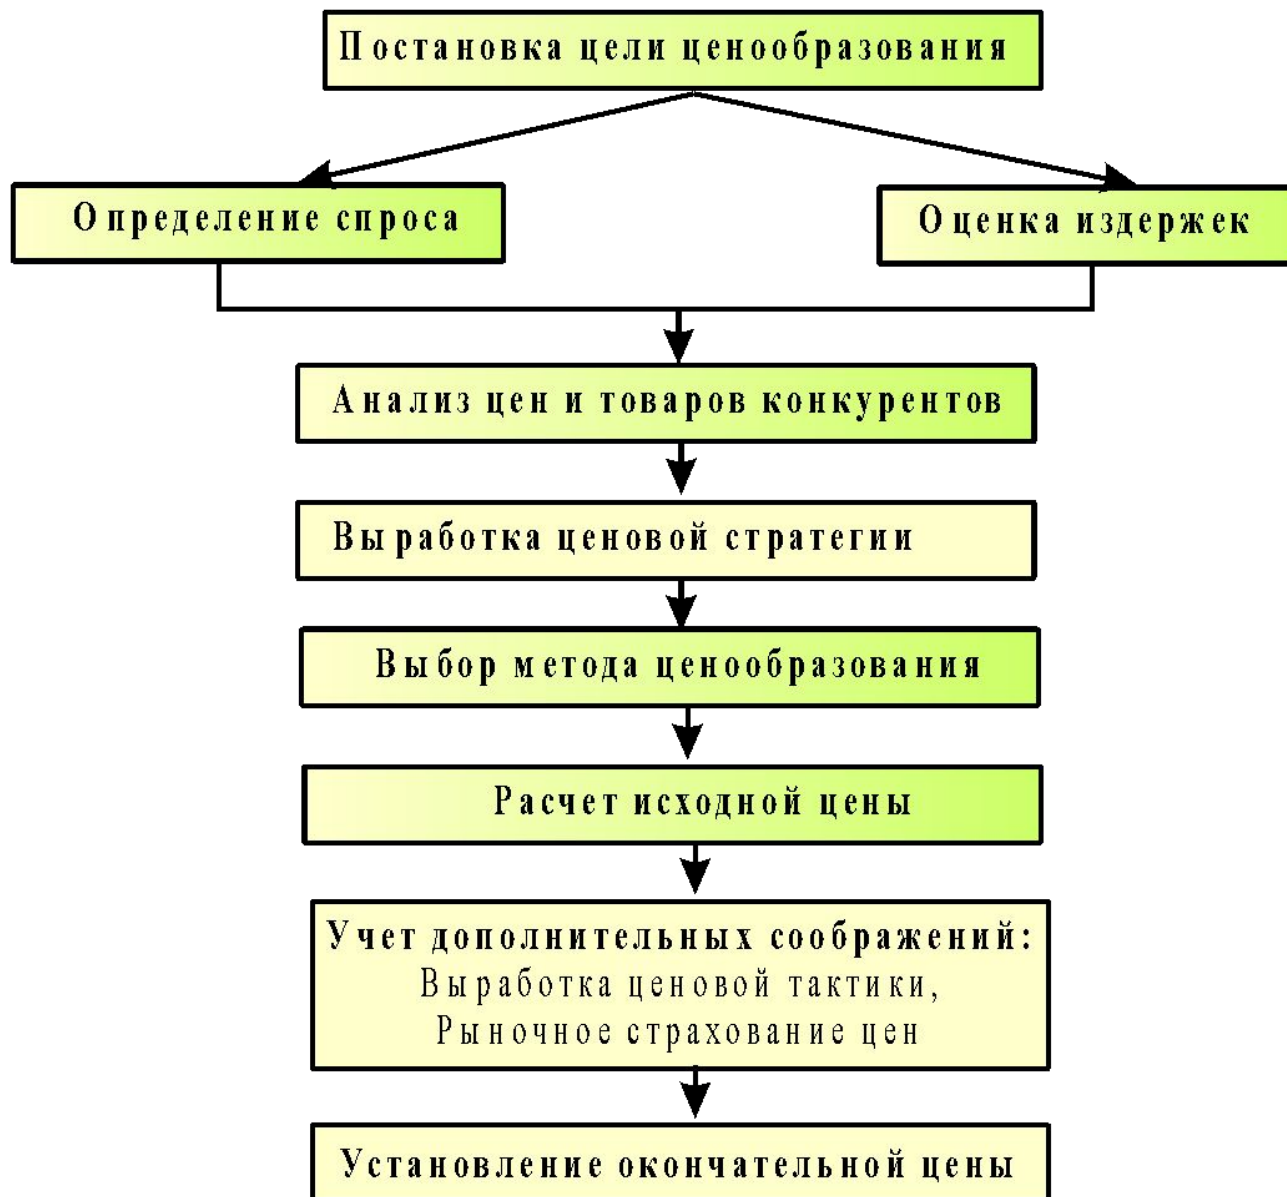 Постановка цели ценообразования
Определение спроса
Оценка издержек
Анализ цен и товаров конкурентов
Выработка ценовой стратегии
Выбор метода ценообразования
Расчет исходной цены
Учет дополнительных соображений:
Выработка ценовой тактики,
Рыночное страхование цен
Установление окончательной цены